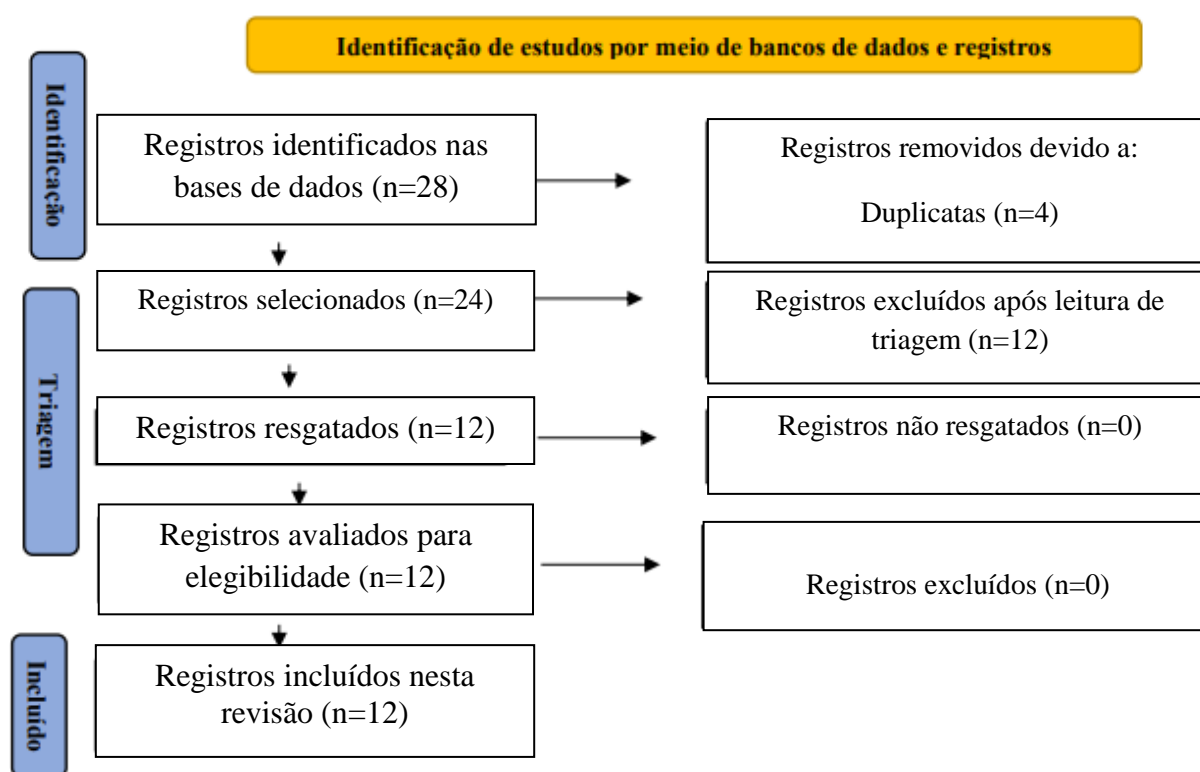 Identificação de estudos por meio de bancos de dados e registros
Identificação
Registros identificados nas
bases de dados (n=28)
Registros removidos devido a:
Duplicatas (n=4)
Triagem
Registros selecionados (n=24)
Registros excluídos após leitura de
triagem (n=12)
Registros resgatados (n=12)
Registros não resgatados (n=0)
Registros avaliados para
elegibilidade (n=12)
Registros excluídos (n=0)
Incluído
Registros incluídos nesta
revisão (n=12)